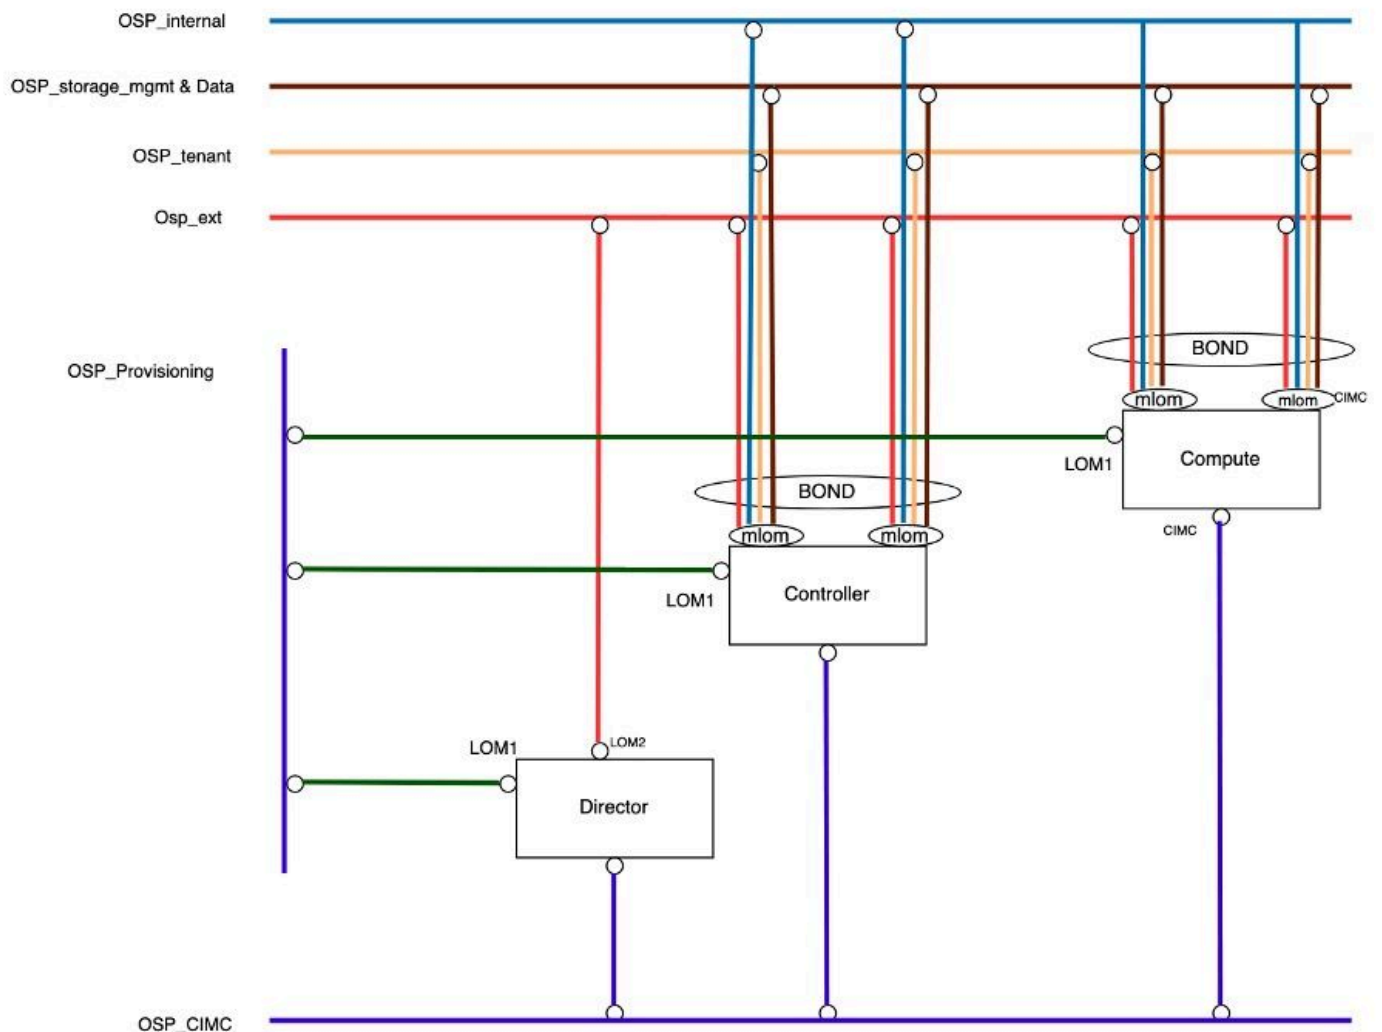 OSP_internal
OSP_storage_mgmt & Data
OSP_tenant
Osp_ext
BOND
OSP_Provisioning
mlom
mlom
CIMC
Compute
LOM1
BOND
CIMC
mlom
mlom
Controller
LOM1
LOM2
LOM1
Director
OSP_CIMC